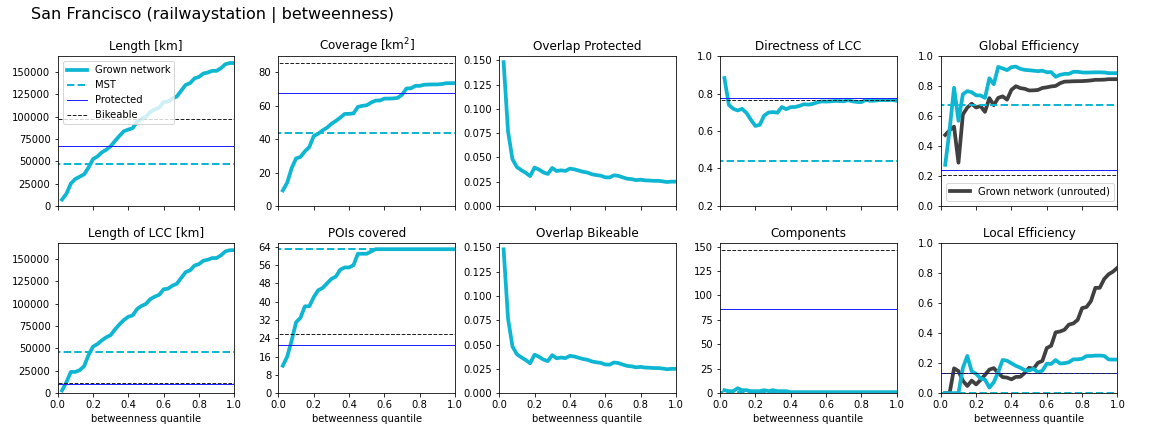 San Francisco (railwaystation | betweenness)
Length [km]
150000
125000
100000
75000
50000
25000
0
Grown network
MST
Protected
Bikeable
Coverage [km²]
80
60
40
20
0
Overlap Protected
0.150
0.125
0.100
0.075
0.050
0.025
0.000
Directness of LCC
1.0
0.8
0.6
0.4
0.2
Global Efficiency
1.0
0.8
0.6
0.4
0.2
0.0
Grown network (unrouted)
Length of LCC [km]
150000
125000
100000
75000
50000
25000
0
0.0 0.2 0.4 0.6 0.8 1.0
betweenness quantile
POIs covered
64
56
48
40
32
24
16
8
0
0.0 0.2 0.4 0.6 0.8 1.0
betweenness quantile
Overlap Bikeable
0.150
0.125
0.100
0.075
0.050
0.025
0.000
0.0 0.2 0.4 0.6 0.8 1.0
betweenness quantile
Components
150
125
100
75
50
25
0
0.0 0.2 0.4 0.6 0.8 1.0
betweenness quantile
Local Efficiency
1.0
0.8
0.6
0.4
0.2
0.0
0.0 0.2 0.4 0.6 0.8 1.0
betweenness quantile